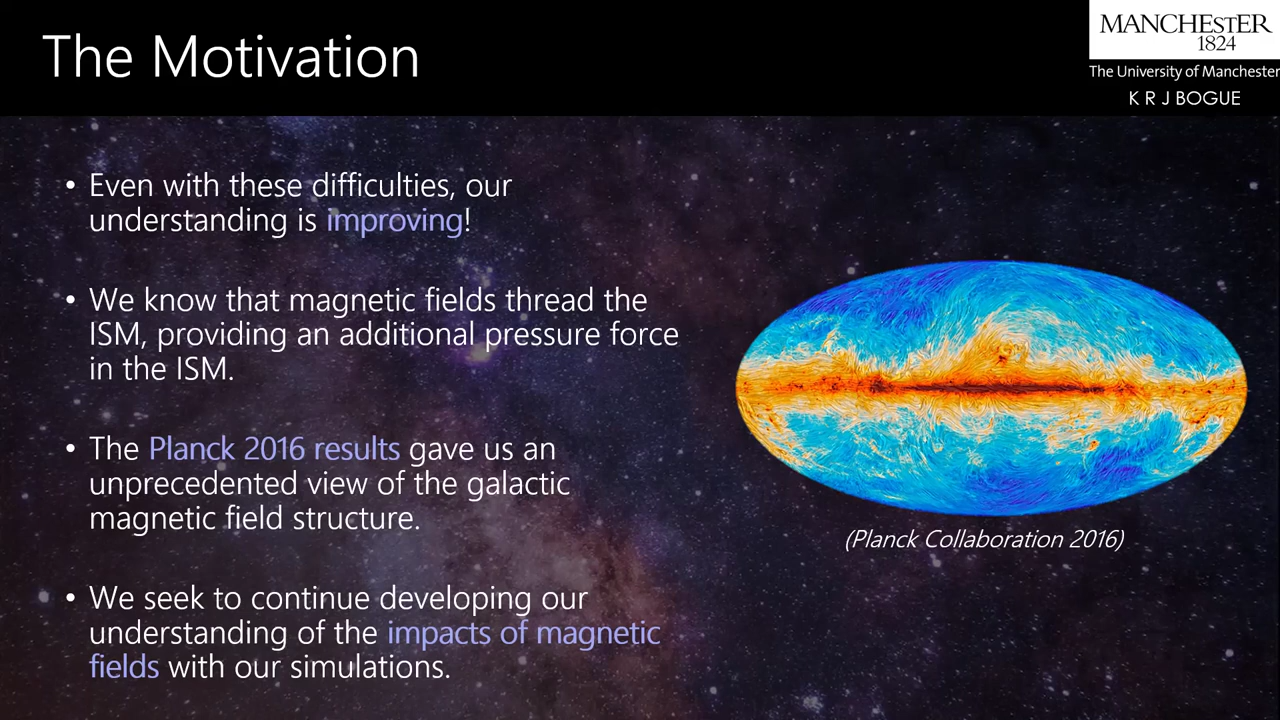 The Motivation
MANCHESTER
1824
The University of Manchester
K R J BOGUE
• Even with these difficulties, our
understanding is improving!
• We know that magnetic fields thread the
ISM, providing an additional pressure force
in the ISM.
• The Planck 2016 results gave us an
unprecedented view of the galactic
magnetic field structure.
• We seek to continue developing our
understanding of the impacts of magnetic
fields with our simulations.
(Planck Collaboration 2016)